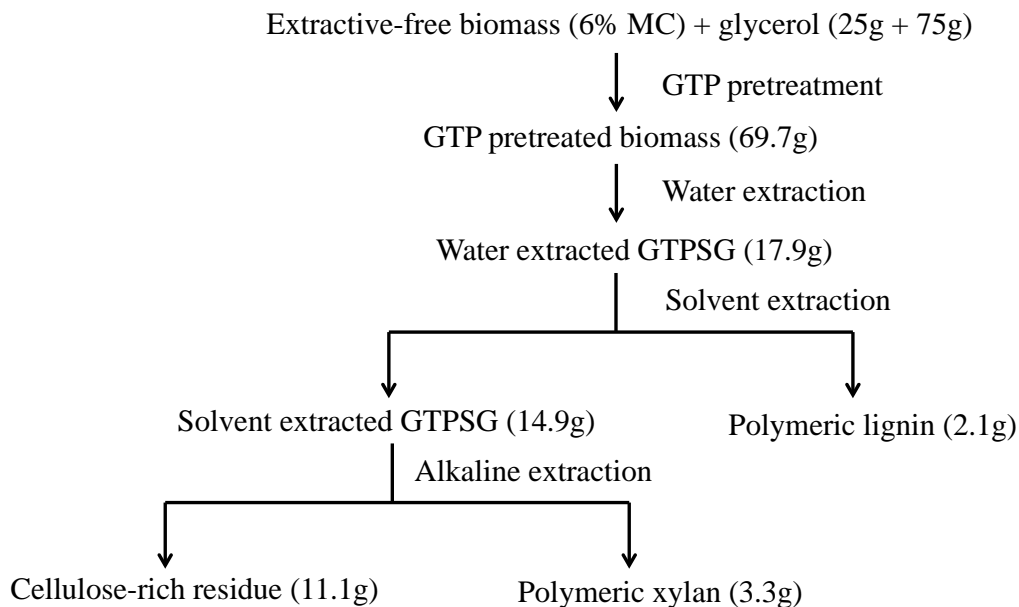 Extractive-free biomass (6% MC) + glycerol (25g + 75g)
GTP pretreatment
GTP pretreated biomass (69.7g)
Water extraction
Water extracted GTPSG (17.9g)
Solvent extraction
Solvent extracted GTPSG (14.9g)
Polymeric lignin (2.1g)
Alkaline extraction
Cellulose-rich residue (11.1g)
Polymeric xylan (3.3g)